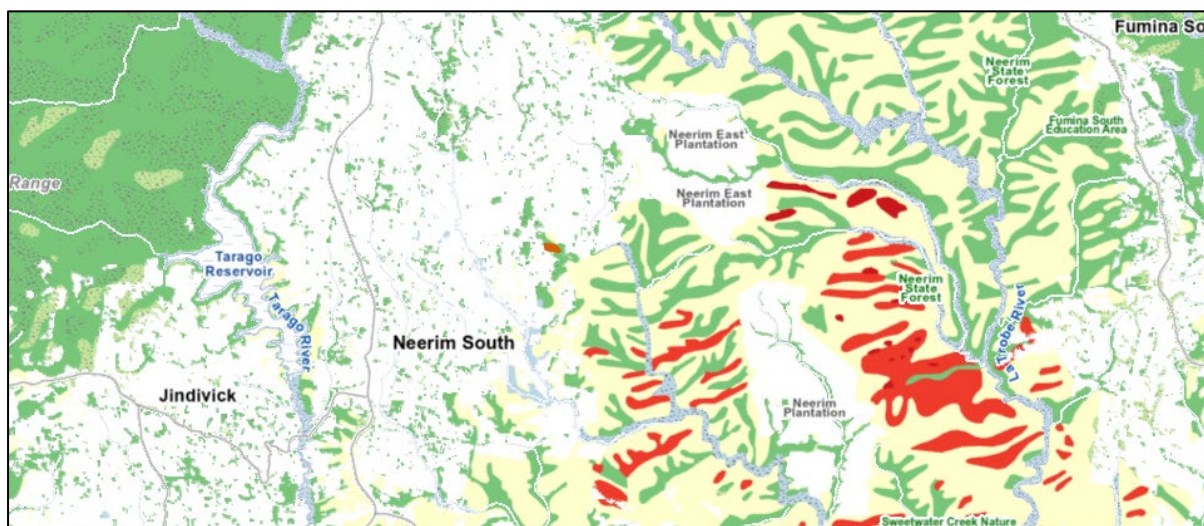 Fumina So
Neerim
State
Forest
Fumina South
Education Area
Neerim East
Plantation
Range
Neerim East
Plantation
Tarago
Reservoir
Tarago River
Neerim
State
Forest
La Trobe River
Neerim South
Jindivick
Neerim
Plantation
Sweetwater Creek Nature